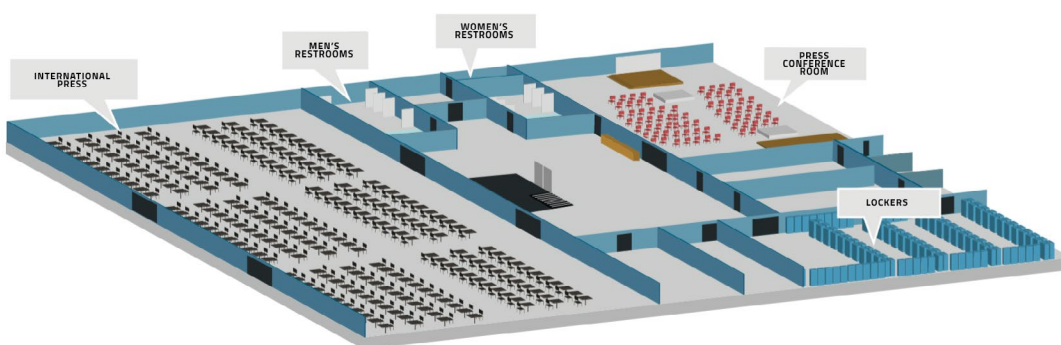 WOMEN'S
RESTROOMS
MEN'S
RESTROOMS
PRESS
CONFERENCE
ROOM
INTERNATIONAL
PRESS
LOCKERS